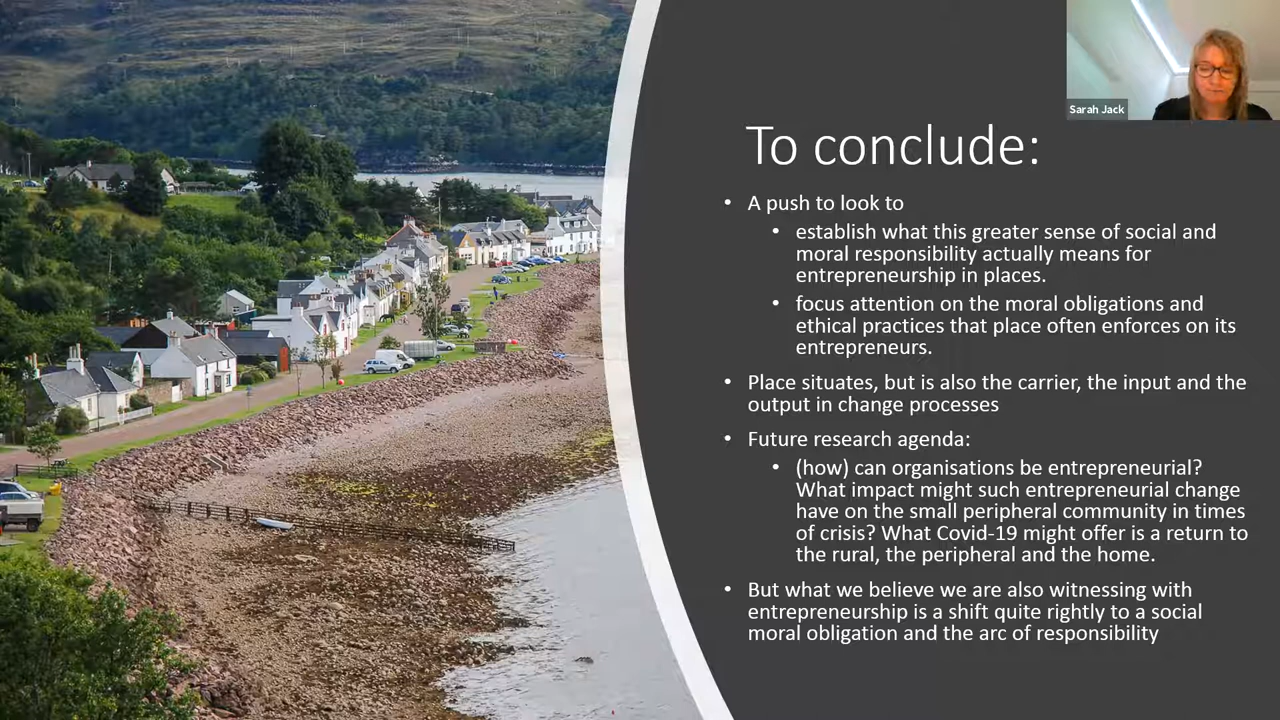 Sarah Jack
To conclude:
• A push to look to
• establish what this greater sense of social and
moral responsibility actually means for
entrepreneurship in places.
• focus attention on the moral obligations and
ethical practices that place often enforces on its
entrepreneurs.
• Place situates, but is also the carrier, the input and the
output in change processes
• Future research agenda:
• (how) can organisations be entrepreneurial?
What impact might such entrepreneurial change
have on the small peripheral community in times
of crisis? What Covid-19 might offer is a return to
the rural, the peripheral and the home.
• But what we believe we are also witnessing with
entrepreneurship is a shift quite rightly to a social
moral obligation and the arc of responsibility